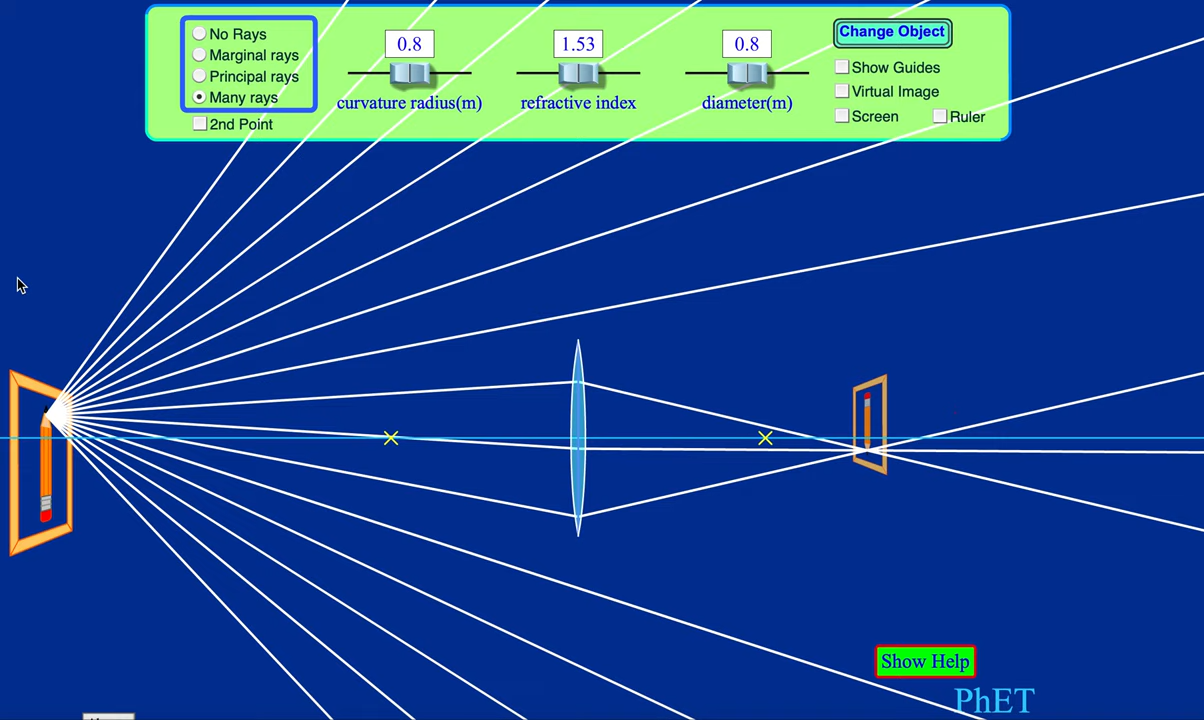 No Rays
Marginal rays
Principal rays
Many rays
2nd Point
0.8
curvature radius(m)
1.53
refractive index
0.8
diameter(m)
Change Object
Show Guides
Virtual Image
Screen
Ruler
Show Help
PhET